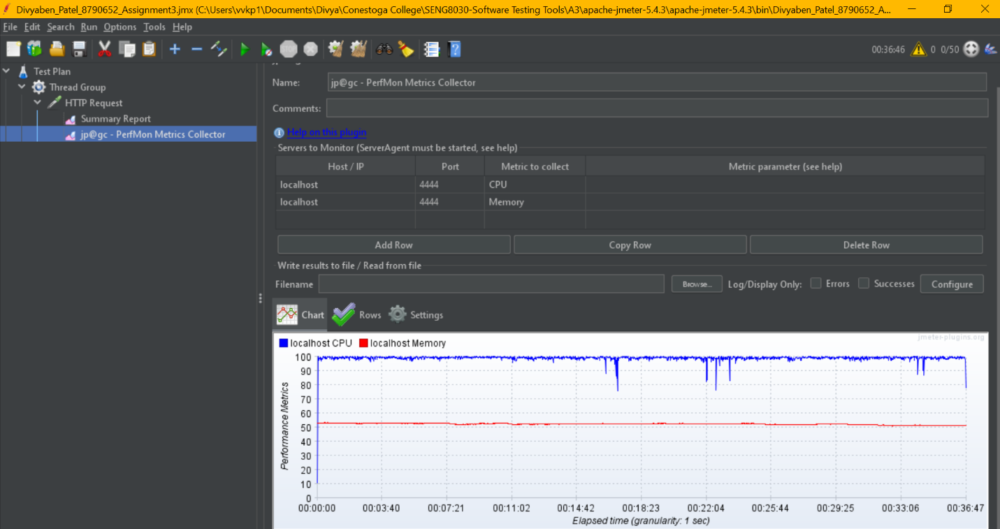 Divyaben_Patel_8790652_Assignment3.jmx (C:\Users\vvkp1\Documents\Divya\Conestoga College\SENG8030-Software Testing Tools\A3\apache-jmeter-5.4.3\apache-jmeter-5.4.3\bin\Divyaben_Patel_8790652_A...
File Edit Search Run Options Tools Help
STOP 00:36:46 0 0/50
Test Plan
Thread Group
HTTP Request
Summary Report
jp@gc - PerfMon Metrics Collector
Name: jp@gc - PerfMon Metrics Collector
Comments:
Help on this plugin
Servers to Monitor (ServerAgent must be started, see help)
Host / IP Port Metric to collect Metric parameter (see help)
localhost 4444 CPU
localhost 4444 Memory
Add Row Copy Row Delete Row
Write results to file / Read from file
Filename Browse... Log/Display Only: Errors Successes Configure
Chart Rows Settings
jmeter-plugins.org
localhost CPU localhost Memory
100
90
80
70
60
50
40
30
20
10
0
Performance Metrics
00:00:00 00:03:40 00:07:21 00:11:02 00:14:42 00:18:23 00:22:04 00:25:44 00:29:25 00:33:06 00:36:47
Elapsed time (granularity: 1 sec)